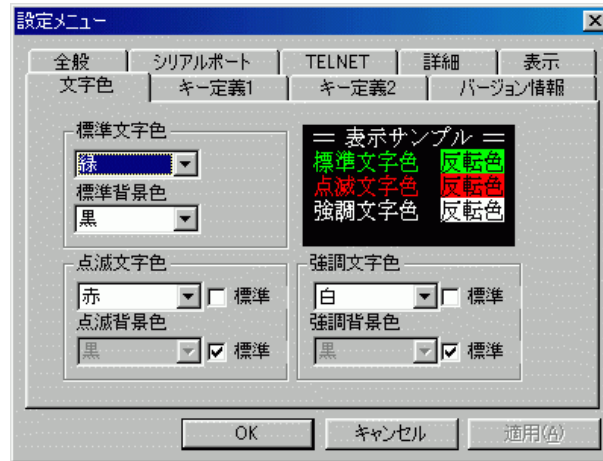 設定メニュー
全般 シリアルポート TELNET 詳細 表示
文字色 キー定義1 キー定義2 バージョン情報
標準文字色
緑
標準背景色
黒
＝ 表示サンプル ＝
標準文字色 反転色
点滅文字色 反転色
強調文字色 反転色
点滅文字色
赤 標準
点滅背景色
黒 標準
強調文字色
白 標準
強調背景色
黒 標準
OK キャンセル 適用(A)